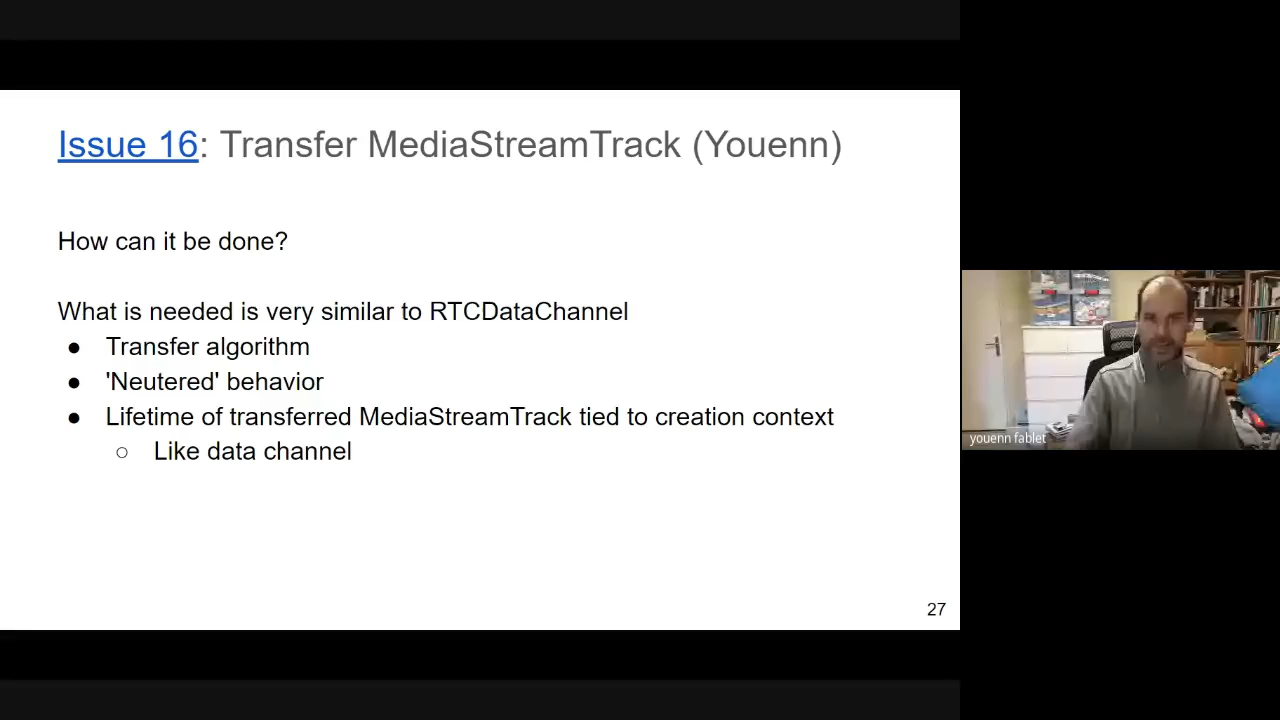 Issue 16: Transfer MediaStreamTrack (Youenn)
How can it be done?
What is needed is very similar to RTCDataChannel
● Transfer algorithm
● 'Neutered' behavior
● Lifetime of transferred MediaStreamTrack tied to creation context
○ Like data channel
27
youenn fablet